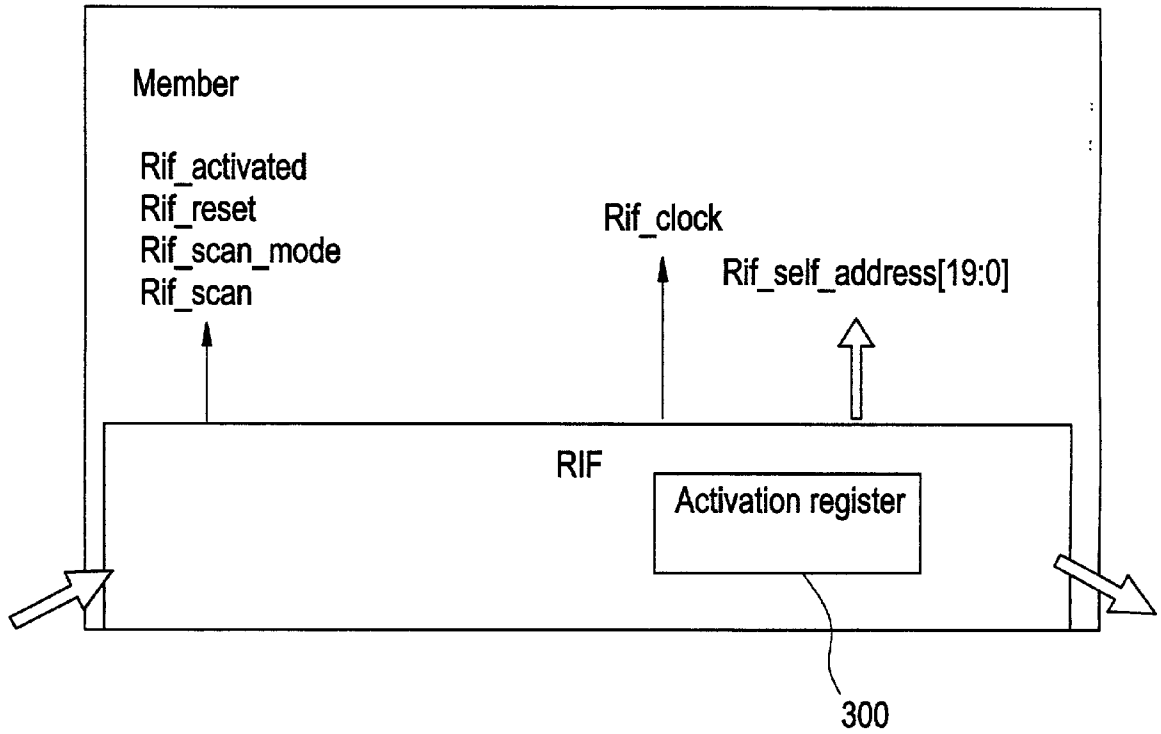 Member
Rif_activated
Rif_reset
Rif_scan_mode
Rif_scan
Rif_clock
Rif_self_address[19:0]
RIF
Activation register
300